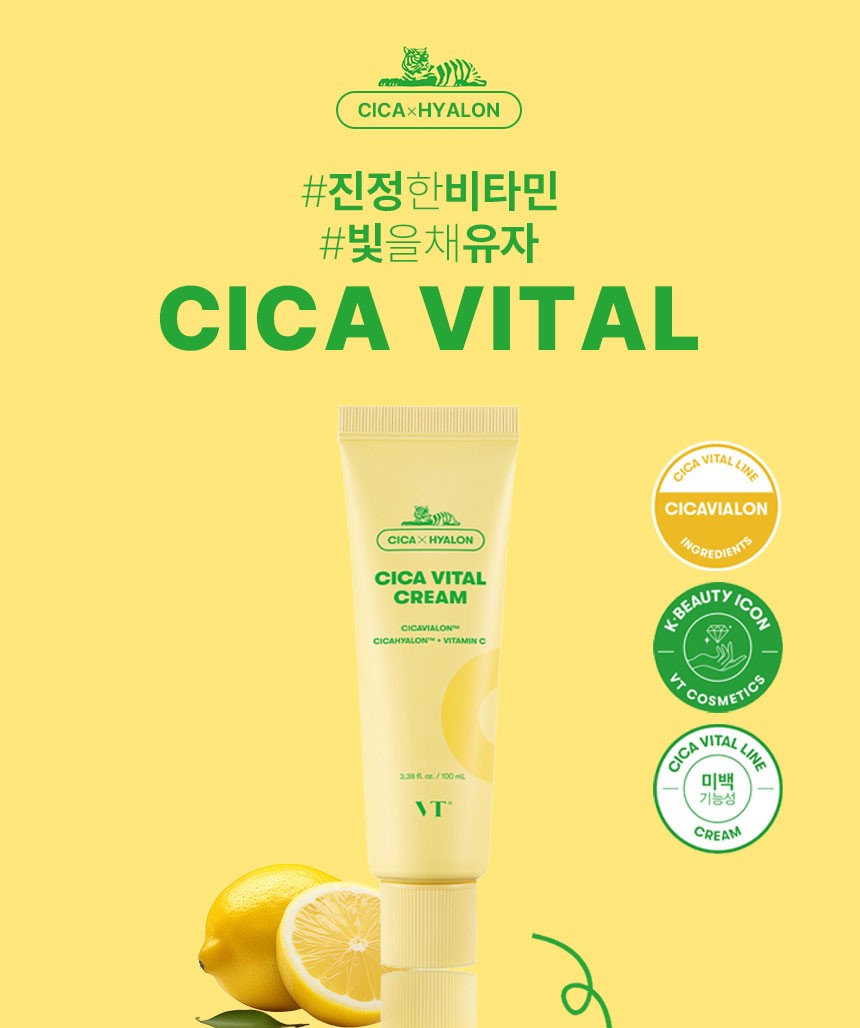 CICA×HYALON
#진정한비타민
#빛을채유자
CICA VITAL
CICA×HYALON
CICA VITAL
CREAM
CICAVIALON™
CICAHYALON™ + VITAMIN C
3.38 fl. oz. / 100 mL
VT®
CICA VITAL LINE
CICAVIALON
INGREDIENTS
K·BEAUTY ICON
VT COSMETICS
CICA VITAL LINE
미백
기능성
CREAM